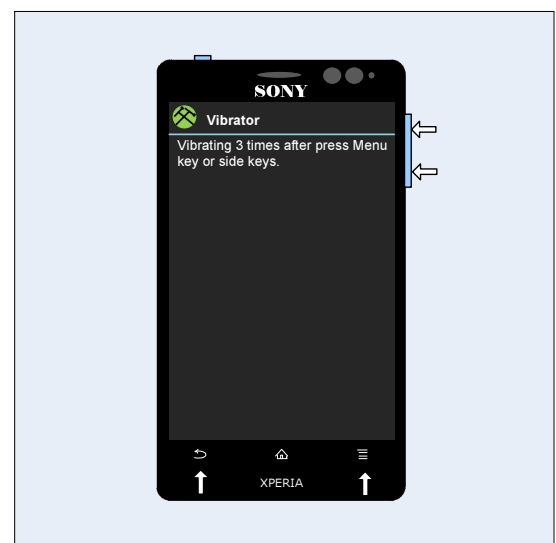 SONY
Vibrator
Vibrating 3 times after press Menu
key or side keys.
XPERIA